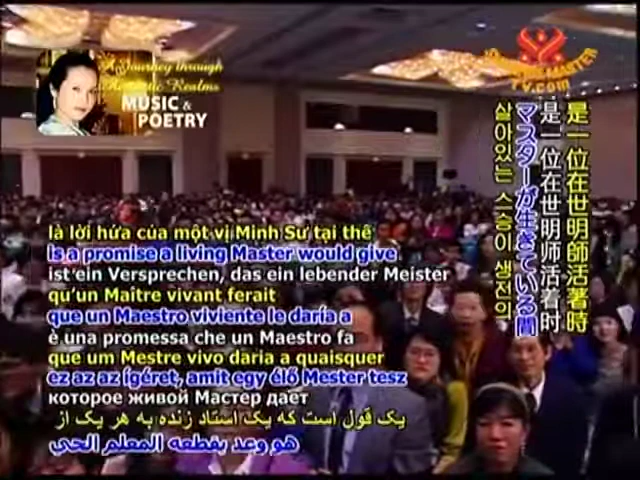 A Journey through
Aesthetic Realms
MUSIC &
POETRY
SUPREME MASTER
TV.com
là lời hứa của một vị Minh Sư tại thế
Is a promise a living Master would give
ist ein Versprechen, das ein lebender Meister
qu'un Maître vivant ferait
que un Maestro viviente le daría a
è una promessa che un Maestro fa
que um Mestre vivo daria a quaisquer
ez az az ígéret, amit egy élő Mester tesz
которое живой Мастер даёт
یک قول است که یک استاد زنده به هر یک از
هو وعد يقطعه المعلم الحي
是一位在世明師活著時
是一位在世明师活着时
マスターが生きている間
살아있는 스승이 생전의